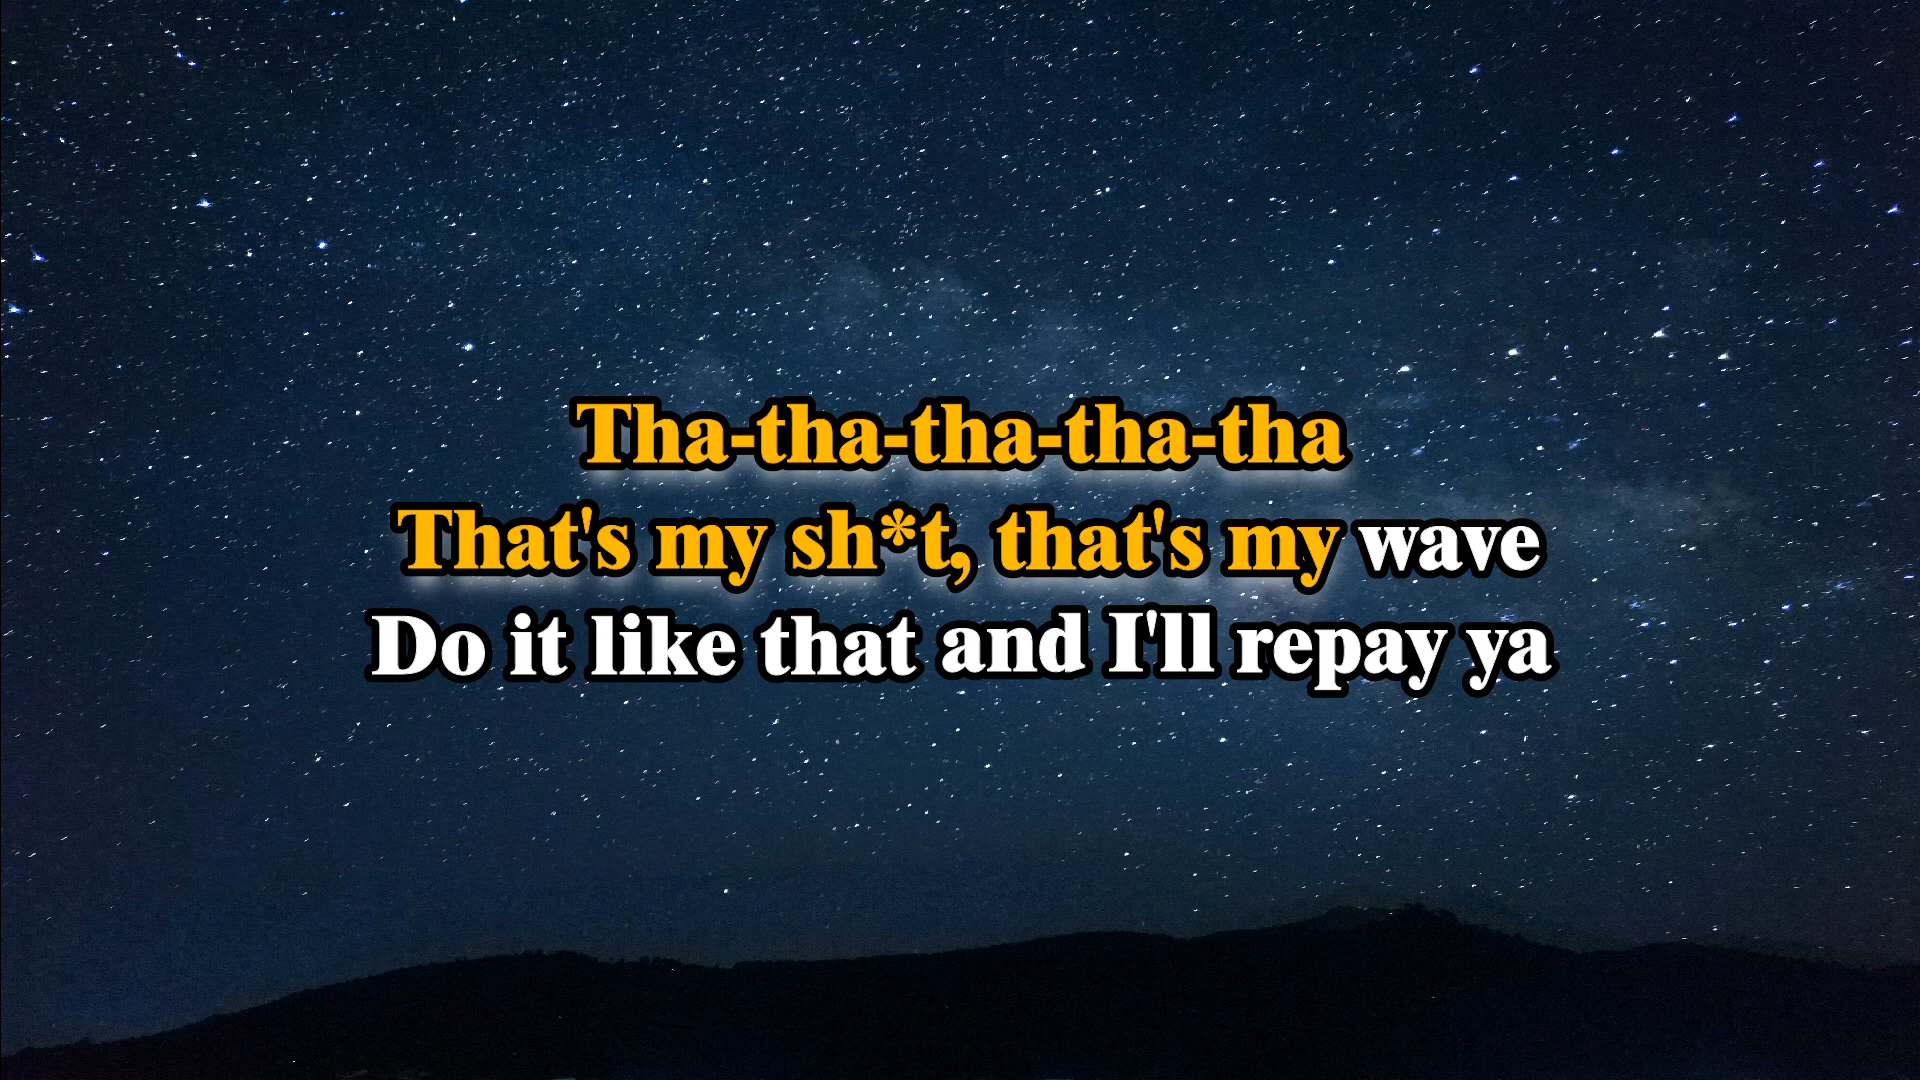 Tha-tha-tha-tha-tha
That's my sh*t, that's my wave
Do it like that and I'll repay ya